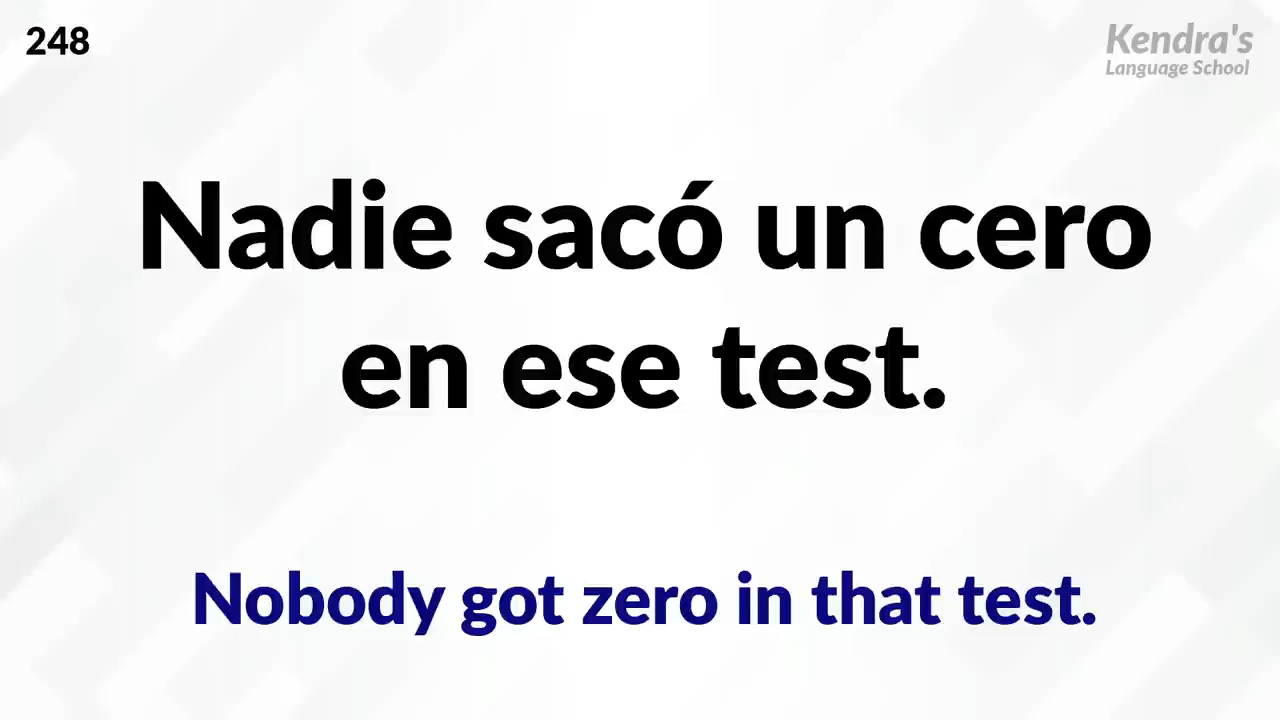 248
Kendra's
Language School
Nadie sacó un cero
en ese test.
Nobody got zero in that test.